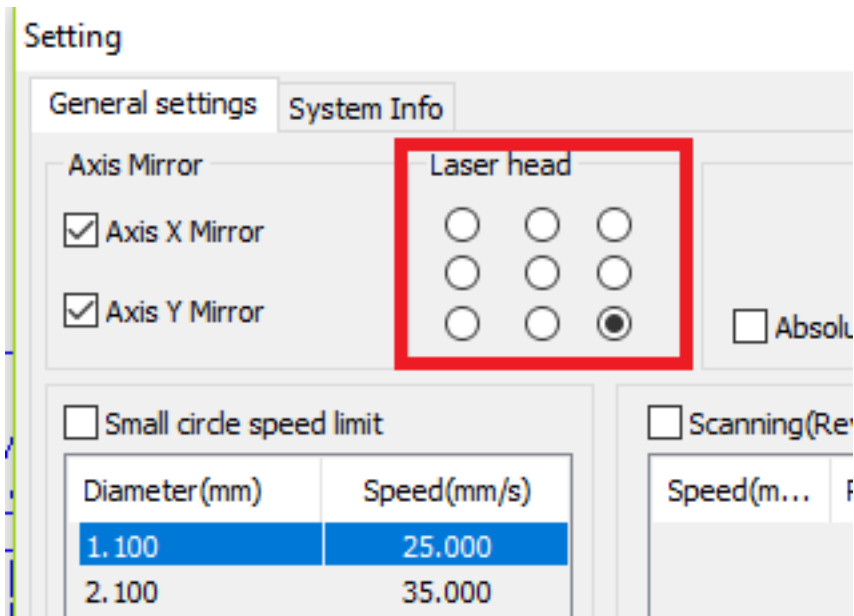 Setting
General settings System Info
Axis Mirror Laser head
Axis X Mirror
Axis Y Mirror
Small circle speed limit
Diameter(mm) Speed(mm/s) Speed(m...
1.100 25.000
2.100 35.000